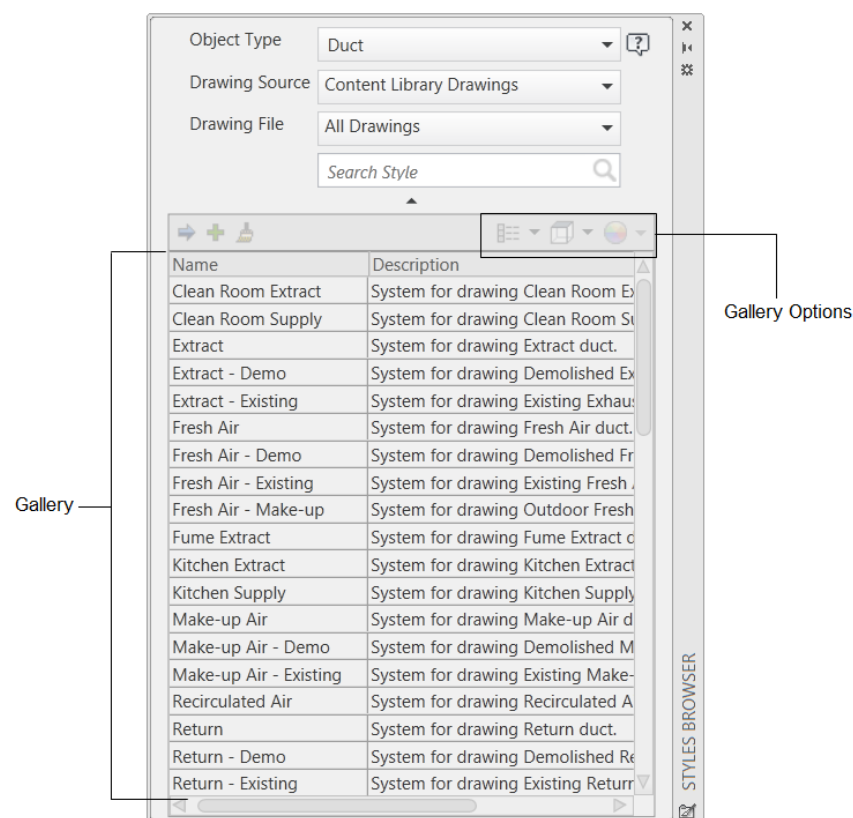 Object Type Duct
Drawing Source Content Library Drawings
Drawing File All Drawings
Search Style
Name Description
Clean Room Extract System for drawing Clean Room
Clean Room Supply System for drawing Clean Room
Extract System for drawing Extract duct.
Extract - Demo System for drawing Demolished
Extract - Existing System for drawing Existing
Fresh Air System for drawing Fresh Air duct.
Fresh Air - Demo System for drawing Demolished Fr
Fresh Air - Existing System for drawing Existing Fresh
Fresh Air - Make-up System for drawing Outdoor Fresh
Fume Extract System for drawing Fume Extract
Kitchen Extract System for drawing Kitchen Extract
Kitchen Supply System for drawing Kitchen Supply
Make-up Air System for drawing Make-up Air d
Make-up Air - Demo System for drawing Demolished M
Make-up Air - Existing System for drawing Existing Make-
Recirculated Air System for drawing Recirculated A
Return System for drawing Return duct.
Return - Demo System for drawing Demolished Re
Return - Existing System for drawing Existing Return
STYLES BROWSER
Gallery
Gallery Options